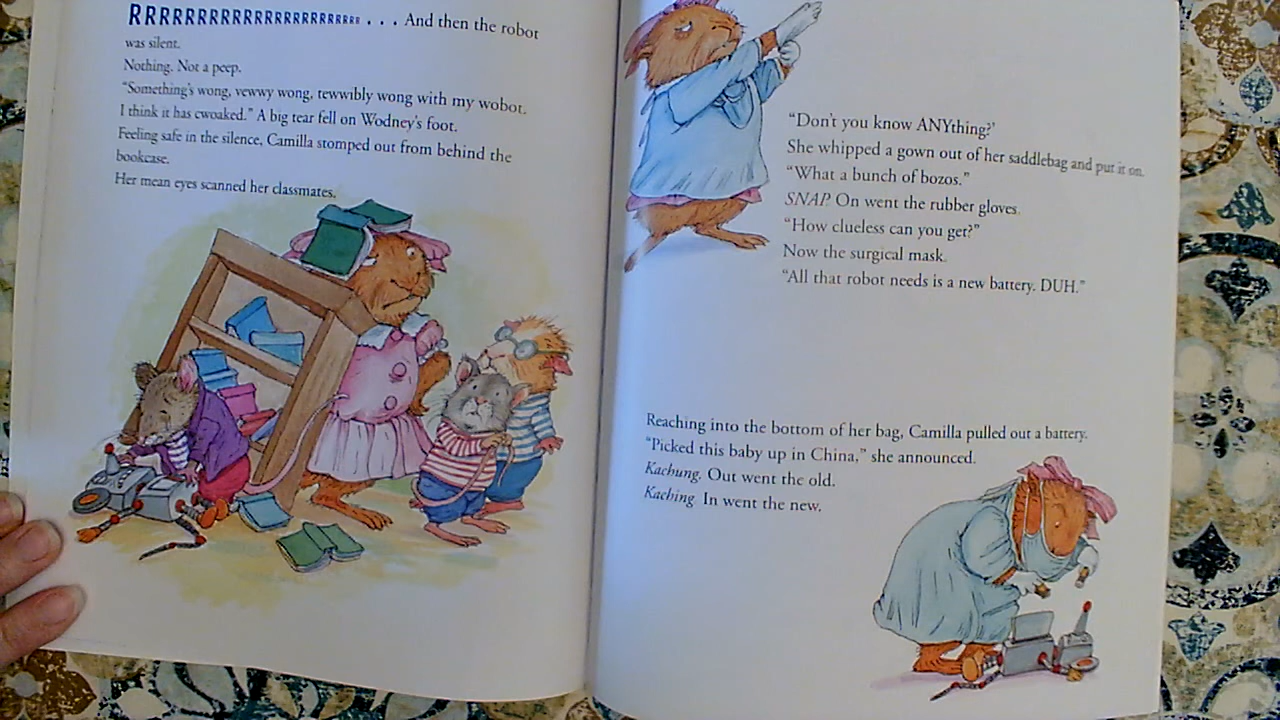 RRRRRRRRRRRRRRRRRRRRRRR . . . And then the robot
was silent.
Nothing. Not a peep.
“Something's wong, vewwy wong, tewwibly wong with my wobot.
I think it has cwoaked.” A big tear fell on Wodney's foot.
Feeling safe in the silence, Camilla stomped out from behind the
bookcase.
Her mean eyes scanned her classmates.
“Don't you know ANYthing?’
She whipped a gown out of her saddlebag and put it on.
“What a bunch of bozos.”
SNAP. On went the rubber gloves.
“How clueless can you get?”
Now the surgical mask.
“All that robot needs is a new battery. DUH.”
Reaching into the bottom of her bag, Camilla pulled out a battery.
“Picked this baby up in China,” she announced.
Kachung. Out went the old.
Kaching. In went the new.